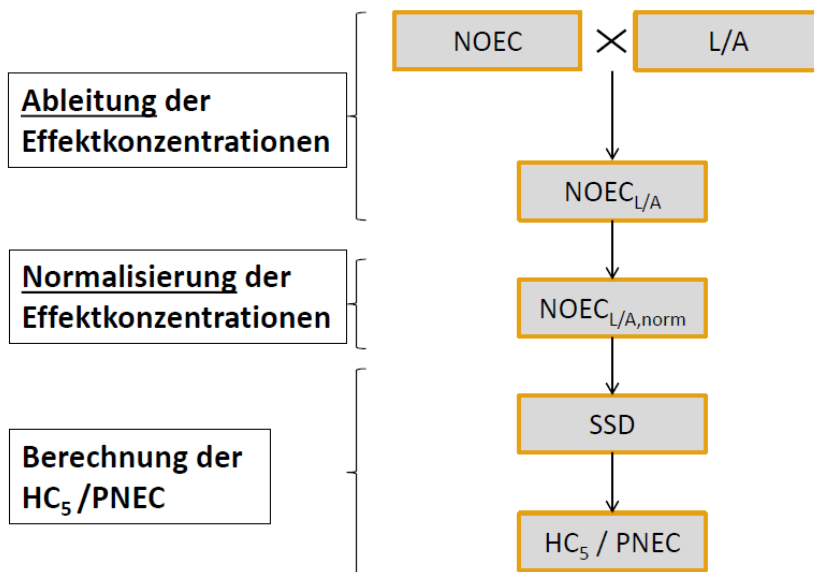 NOEC × L/A
Ableitung der
Effektkonzentrationen
NOEC_L/A
Normalisierung der
Effektkonzentrationen
NOEC_L/A,norm
SSD
Berechnung der
HC₅ /PNEC
HC₅ / PNEC